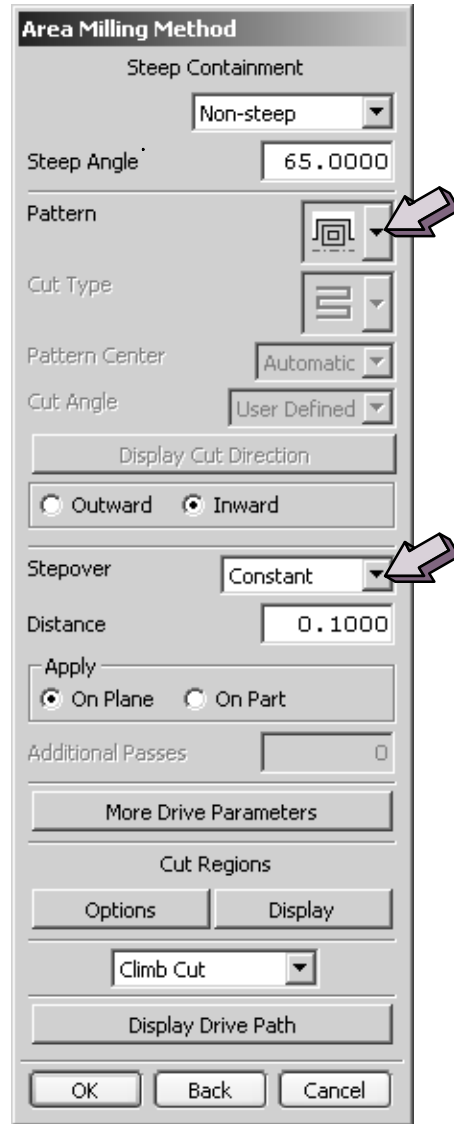 Area Milling Method
Steep Containment
Non-steep
Steep Angle 65.0000
Pattern
Cut Type
Pattern Center Automatic
Cut Angle User Defined
Display Cut Direction
Outward Inward
Stepover Constant
Distance 0.1000
Apply
On Plane On Part
Additional Passes 0
More Drive Parameters
Cut Regions
Options Display
Climb Cut
Display Drive Path
OK Back Cancel